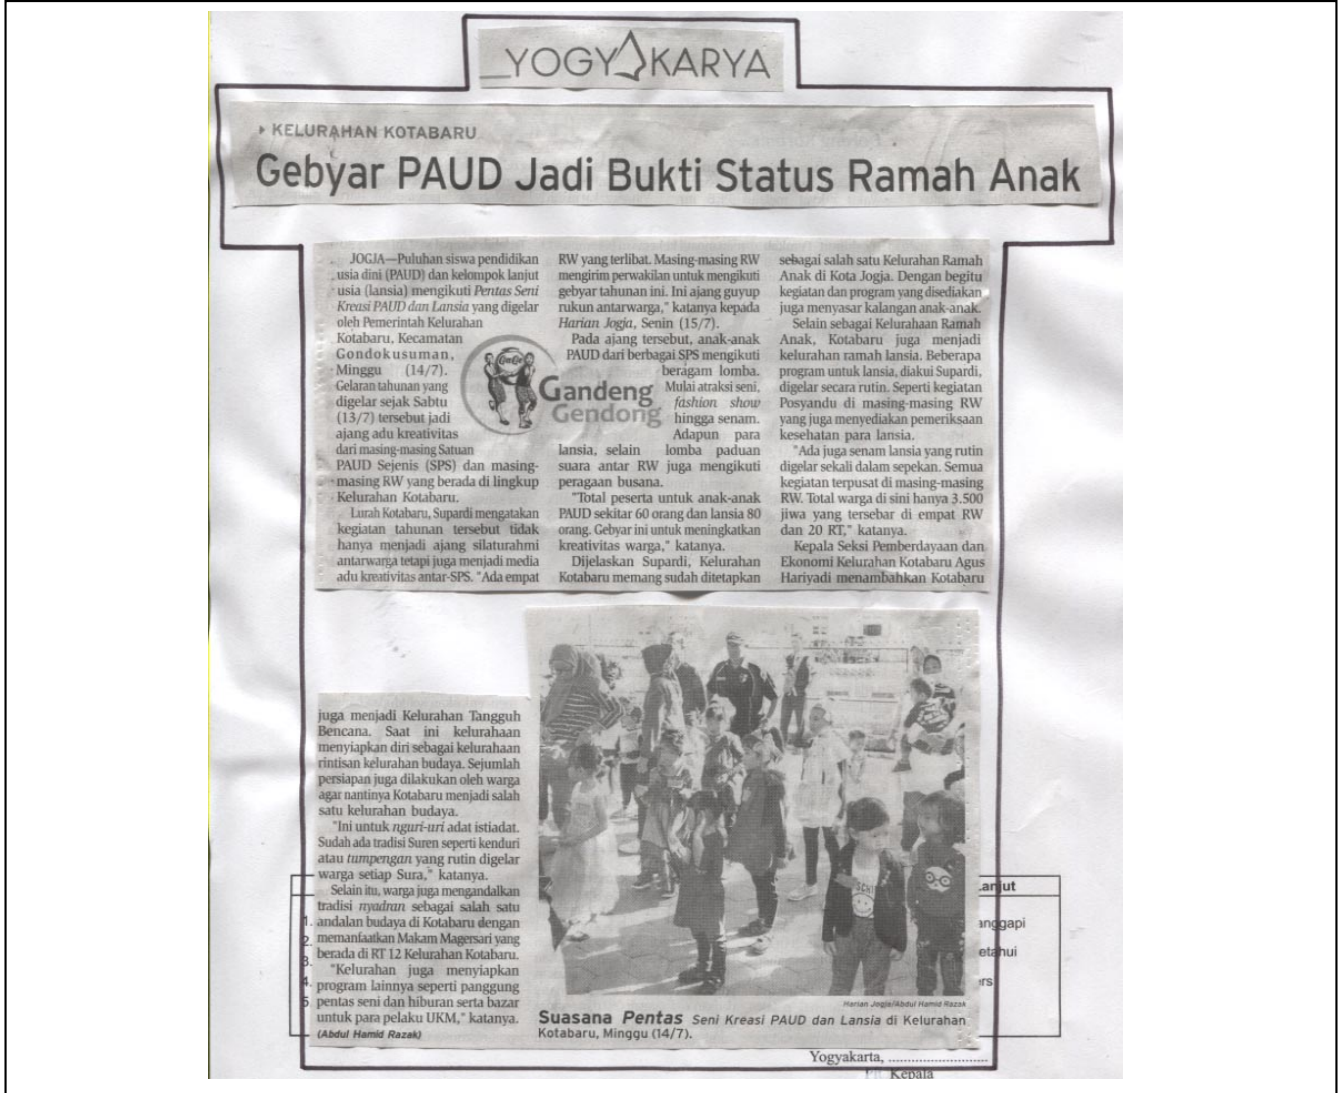 YOGYAKARYA
KELURAHAN KOTABARU
Gebyar PAUD Jadi Bukti Status Ramah Anak
JOGJA—Puluhan siswa pendidikan
usia dini (PAUD) dan kelompok lanjut
usia (lansia) mengikuti Pentas Seni
Kreasi PAUD dan Lansia yang digelar
oleh Pemerintah Kelurahan
Kotabaru, Kecamatan
Gondokusuman,
Minggu (14/7).
Gelaran tahunan yang
digelar sejak Sabtu
(13/7) tersebut jadi
ajang adu kreativitas
dari masing-masing Satuan
PAUD Sejenis (SPS) dan masing-
masing RW yang berada di lingkup
Kelurahan Kotabaru.
Lurah Kotabaru, Supardi mengatakan
kegiatan tahunan tersebut tidak
hanya menjadi ajang silaturahmi
antarwarga tetapi juga menjadi media
adu kreativitas antar-SPS. "Ada empat
Gandeng
Gendong
RW yang terlibat. Masing-masing RW
mengirim perwakilan untuk mengikuti
gebyar tahunan ini. Ini ajang guyup
rukun antarwarga," katanya kepada
Harian Jogja, Senin (15/7).
Pada ajang tersebut, anak-anak
PAUD dari berbagai SPS mengikuti
beragam lomba.
Mulai atraksi seni,
fashion show
hingga senam.
Adapun para
lansia, selain lomba paduan
suara antar RW juga mengikuti
peragaan busana.
"Total peserta untuk anak-anak
PAUD sekitar 60 orang dan lansia 80
orang. Gebyar ini untuk meningkatkan
kreativitas warga," katanya.
Dijelaskan Supardi, Kelurahan
Kotabaru memang sudah ditetapkan
sebagai salah satu Kelurahan Ramah
Anak di Kota Jogja. Dengan begitu
kegiatan dan program yang disediakan
juga menyasar kalangan anak-anak.
Selain sebagai Kelurahaan Ramah
Anak, Kotabaru juga menjadi
kelurahan ramah lansia. Beberapa
program untuk lansia, diakui Supardi,
digelar secara rutin. Seperti kegiatan
Posyandu di masing-masing RW
yang juga menyediakan pemeriksaan
kesehatan para lansia.
"Ada juga senam lansia yang rutin
digelar sekali dalam sepekan. Semua
kegiatan terpusat di masing-masing
RW. Total warga di sini hanya 3.500
jiwa yang tersebar di empat RW
dan 20 RT," katanya.
Kepala Seksi Pemberdayaan dan
Ekonomi Kelurahan Kotabaru Agus
Hariyadi menambahkan Kotabaru
juga menjadi Kelurahan Tangguh
Bencana. Saat ini kelurahaan
menyiapkan diri sebagai kelurahaan
rintisan kelurahan budaya. Sejumlah
persiapan juga dilakukan oleh warga
agar nantinya Kotabaru menjadi salah
satu kelurahan budaya.
"Ini untuk nguri-uri adat istiadat.
Sudah ada tradisi Suren seperti kenduri
atau tumpengan yang rutin digelar
warga setiap Sura," katanya.
Selain itu, warga juga mengandalkan
tradisi nyadran sebagai salah satu
andalan budaya di Kotabaru dengan
memanfaatkan Makam Magersari yang
berada di RT 12 Kelurahan Kotabaru.
"Kelurahan juga menyiapkan
program lainnya seperti panggung
pentas seni dan hiburan serta bazar
untuk para pelaku UKM," katanya.
(Abdul Hamid Razak)
Harian Jogja/Abdul Hamid Razak
Suasana Pentas Seni Kreasi PAUD dan Lansia di Kelurahan
Kotabaru, Minggu (14/7).
1.
2.
3.
4.
5.
Lanjut
anggapi
etahui
ers
Yogyakarta, ..........................
Kepala